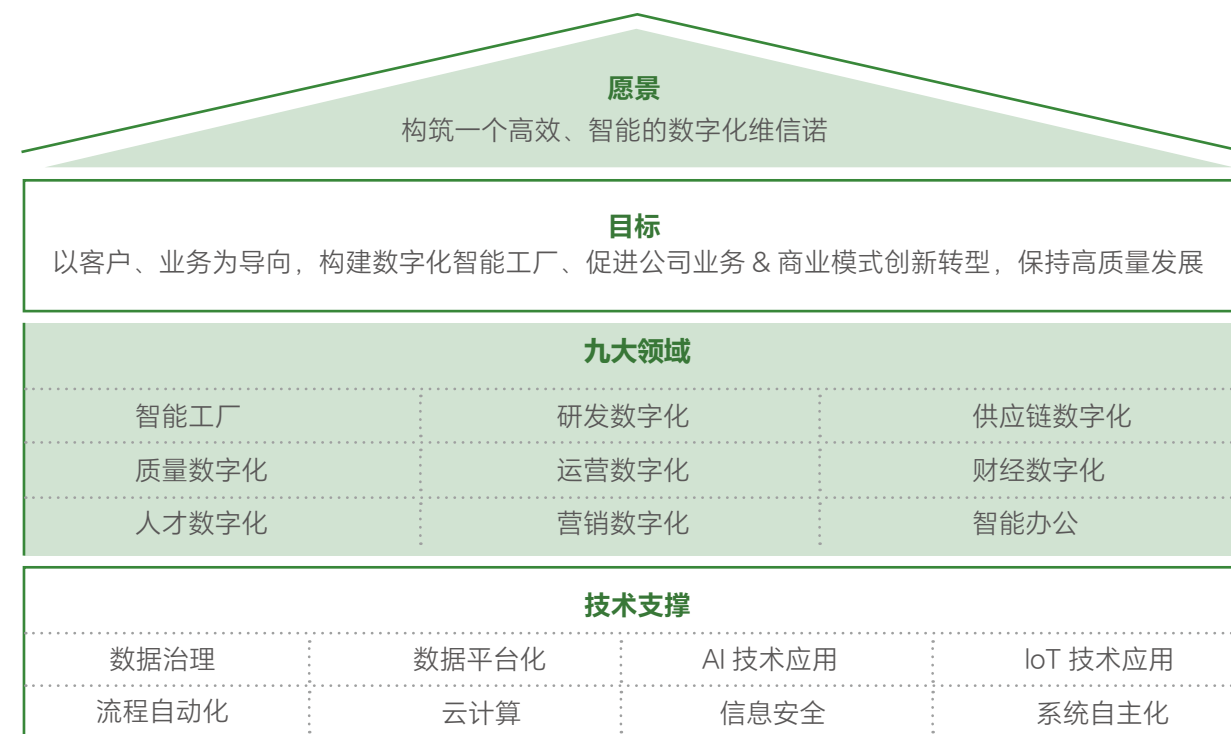 愿景
构筑一个高效、智能的数字化维信诺
目标
以客户、业务为导向，构建数字化智能工厂、促进公司业务 & 商业模式创新转型，保持高质量发展
九大领域
智能工厂 研发数字化 供应链数字化
质量数字化 运营数字化 财经数字化
人才数字化 营销数字化 智能办公
技术支撑
数据治理 数据平台化 AI 技术应用 IoT 技术应用
流程自动化 云计算 信息安全 系统自主化